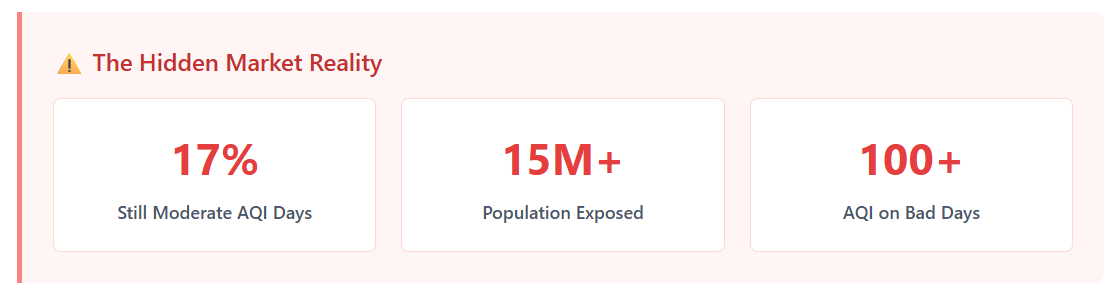 ⚠️ The Hidden Market Reality
17%
Still Moderate AQI Days
15M+
Population Exposed
100+
AQI on Bad Days